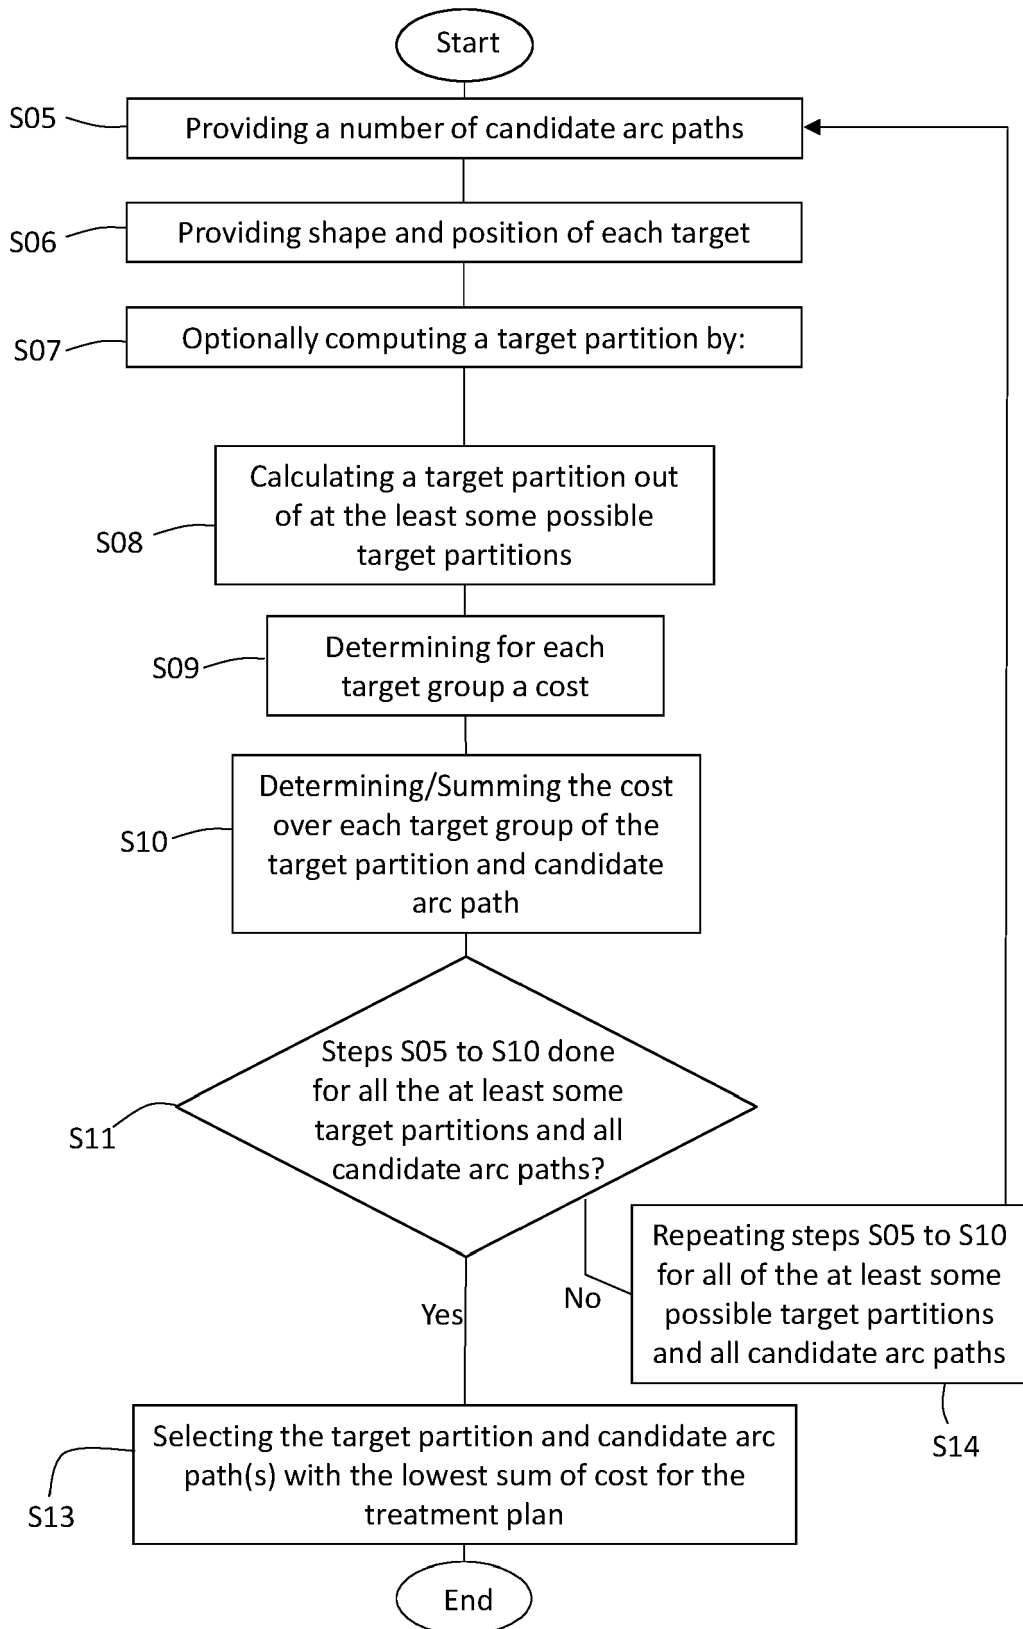 Start
S05
Providing a number of candidate arc paths
S06
Providing shape and position of each target
S07
Optionally computing a target partition by:
S08
Calculating a target partition out
of at the least some possible
target partitions
S09
Determining for each
target group a cost
S10
Determining/Summing the cost
over each target group of the
target partition and candidate
arc path
S11
Steps S05 to S10 done
for all the at least some
target partitions and all
candidate arc paths?
No
Yes
Repeating steps S05 to S10
for all of the at least some
possible target partitions
and all candidate arc paths
S14
S13
Selecting the target partition and candidate arc
path(s) with the lowest sum of cost for the
treatment plan
End